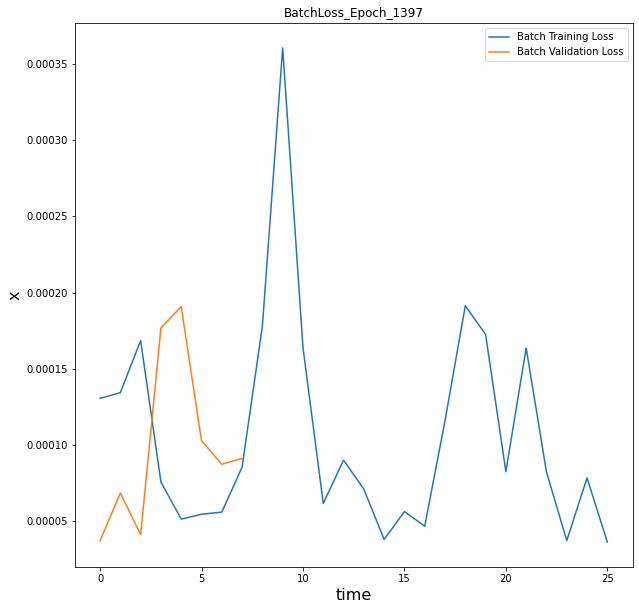 BatchLoss_Epoch_1397
Batch Training Loss
Batch Validation Loss
0.00035
0.00030
0.00025
0.00020
0.00015
0.00010
0.00005
x
0 5 10 15 20 25
time